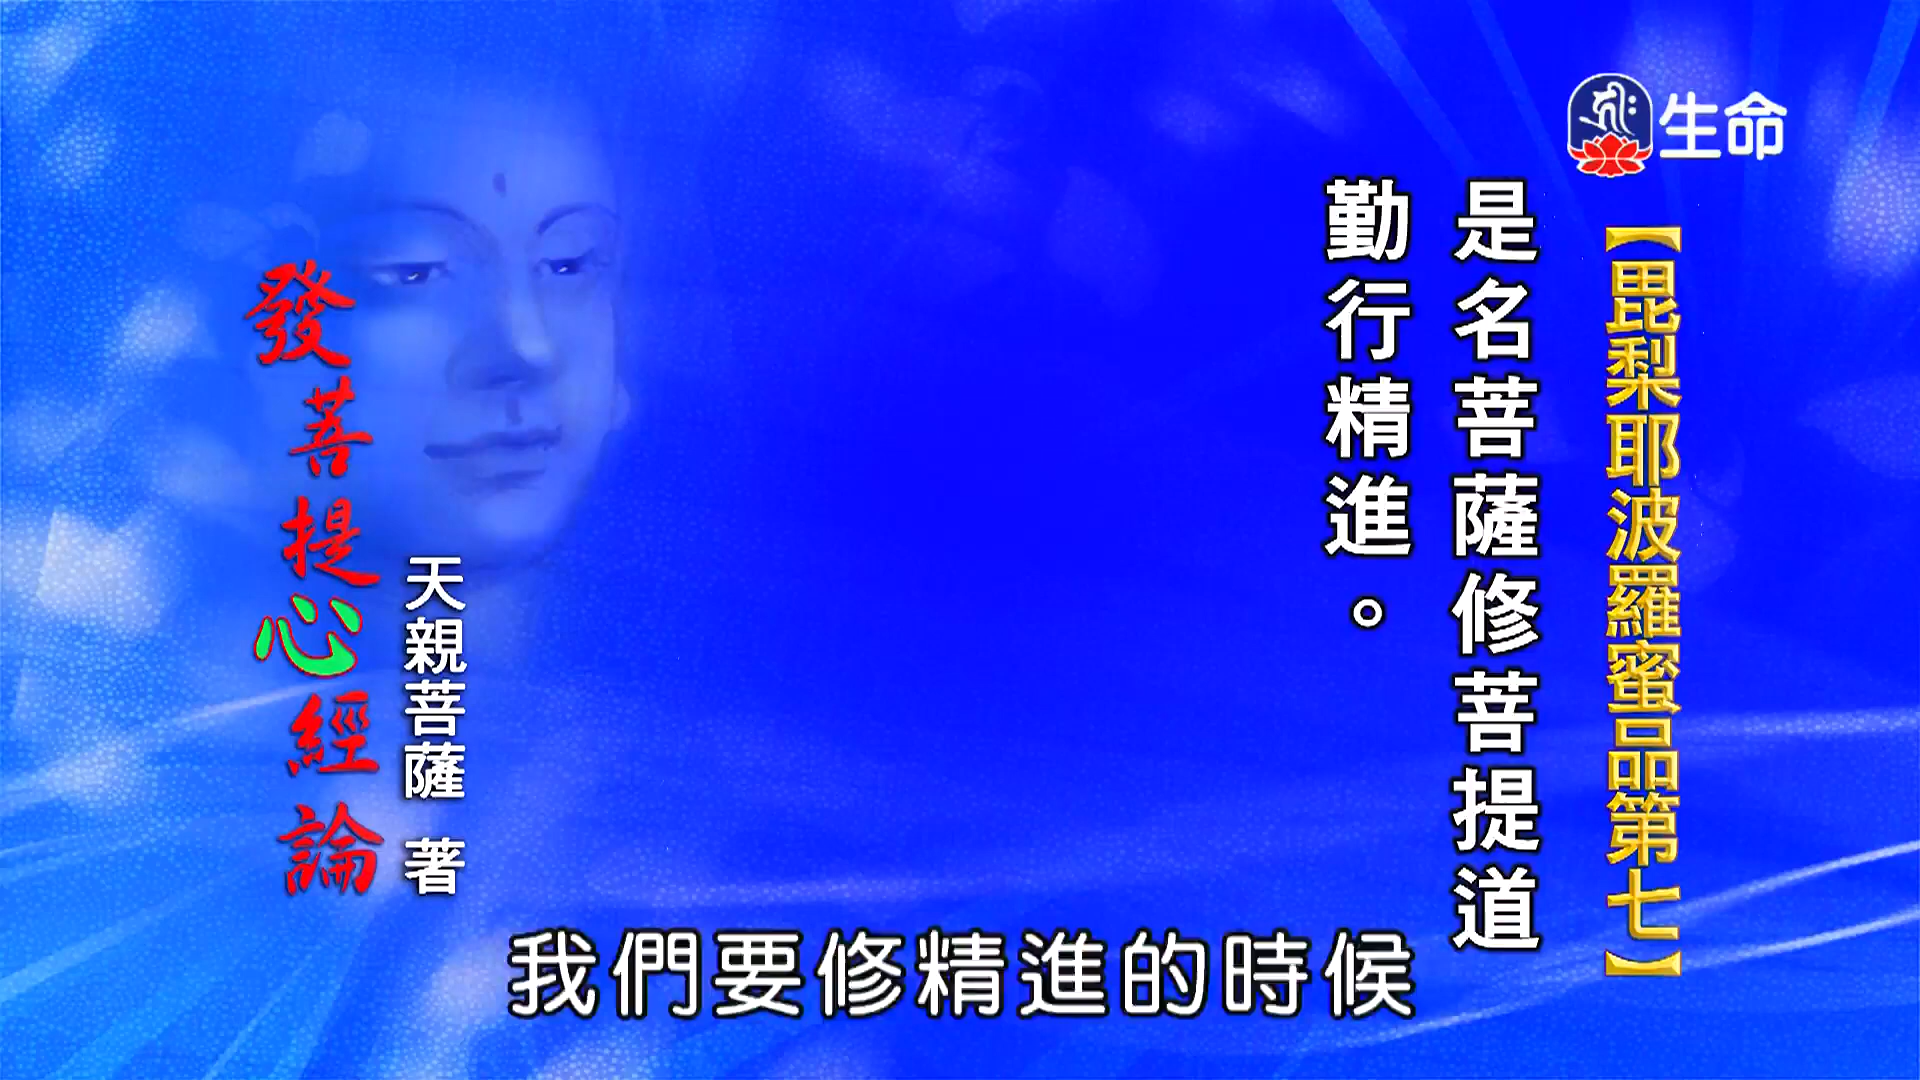 生命
【毘梨耶波羅蜜品第七】
是名菩薩修菩提道
勤行精進。
發菩提心經論
天親菩薩 著
我們要修精進的時候